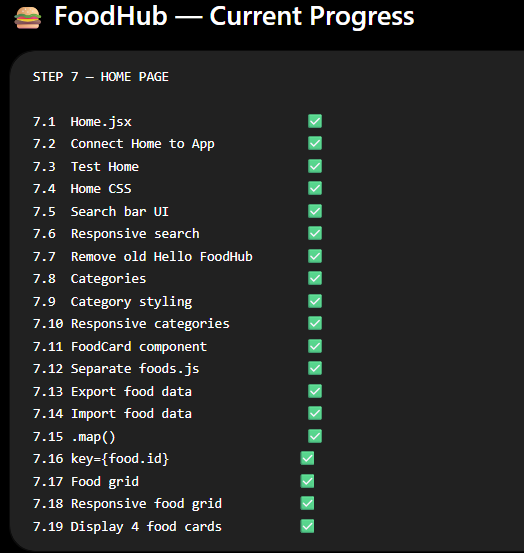 🍔 FoodHub — Current Progress
STEP 7 — HOME PAGE
7.1 Home.jsx ✅
7.2 Connect Home to App ✅
7.3 Test Home ✅
7.4 Home CSS ✅
7.5 Search bar UI ✅
7.6 Responsive search ✅
7.7 Remove old Hello FoodHub ✅
7.8 Categories ✅
7.9 Category styling ✅
7.10 Responsive categories ✅
7.11 FoodCard component ✅
7.12 Separate foods.js ✅
7.13 Export food data ✅
7.14 Import food data ✅
7.15 .map() ✅
7.16 key={food.id} ✅
7.17 Food grid ✅
7.18 Responsive food grid ✅
7.19 Display 4 food cards ✅